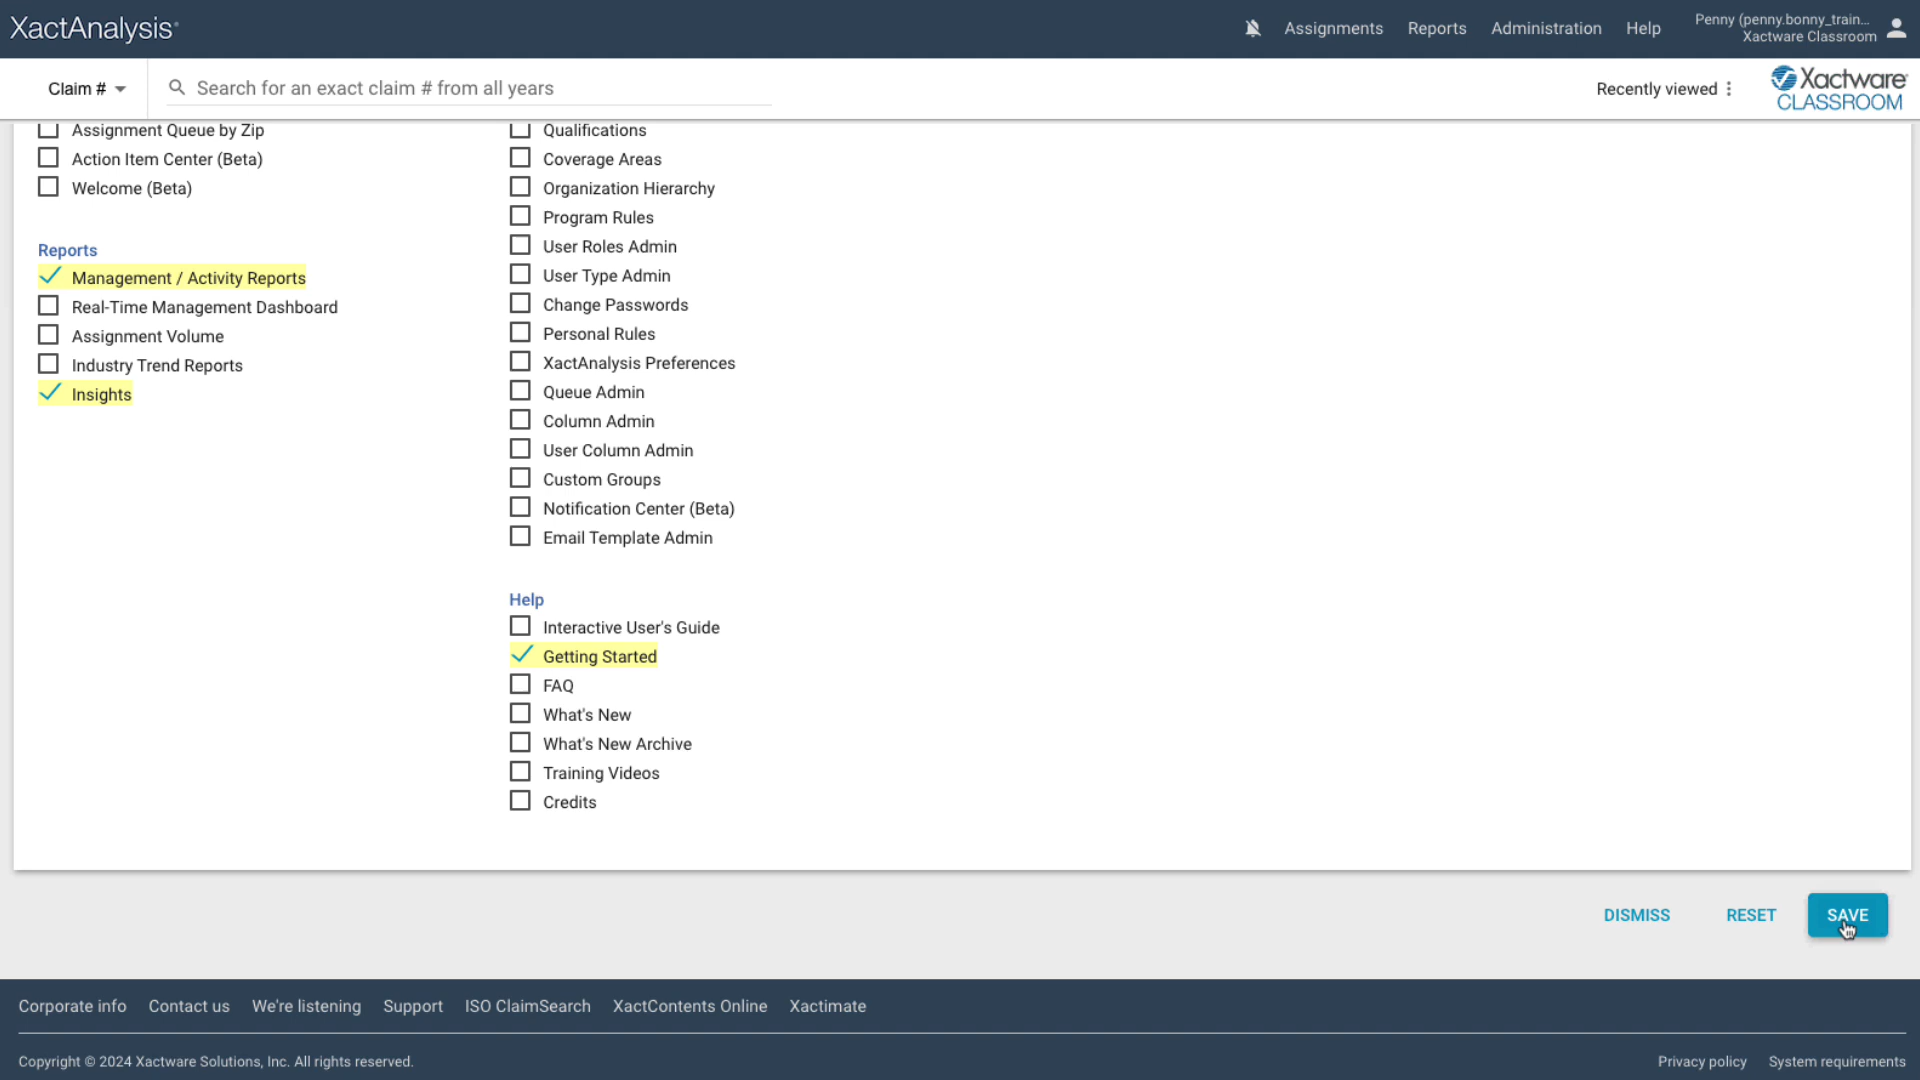 XactAnalysis
Assignments
Reports
Administration
Help
Penny (penny.bonny_train...
Xactware Classroom
Claim #
Search for an exact claim # from all years
Recently viewed
Xactware
CLASSROOM
Assignment Queue by Zip
Action Item Center (Beta)
Welcome (Beta)
Reports
Management / Activity Reports
Real-Time Management Dashboard
Assignment Volume
Industry Trend Reports
Insights
Qualifications
Coverage Areas
Organization Hierarchy
Program Rules
User Roles Admin
User Type Admin
Change Passwords
Personal Rules
XactAnalysis Preferences
Queue Admin
Column Admin
User Column Admin
Custom Groups
Notification Center (Beta)
Email Template Admin
Help
Interactive User's Guide
Getting Started
FAQ
What's New
What's New Archive
Training Videos
Credits
DISMISS
RESET
SAVE
Corporate info
Contact us
We're listening
Support
ISO ClaimSearch
XactContents Online
Xactimate
Copyright © 2024 Xactware Solutions, Inc. All rights reserved.
Privacy policy
System requirements